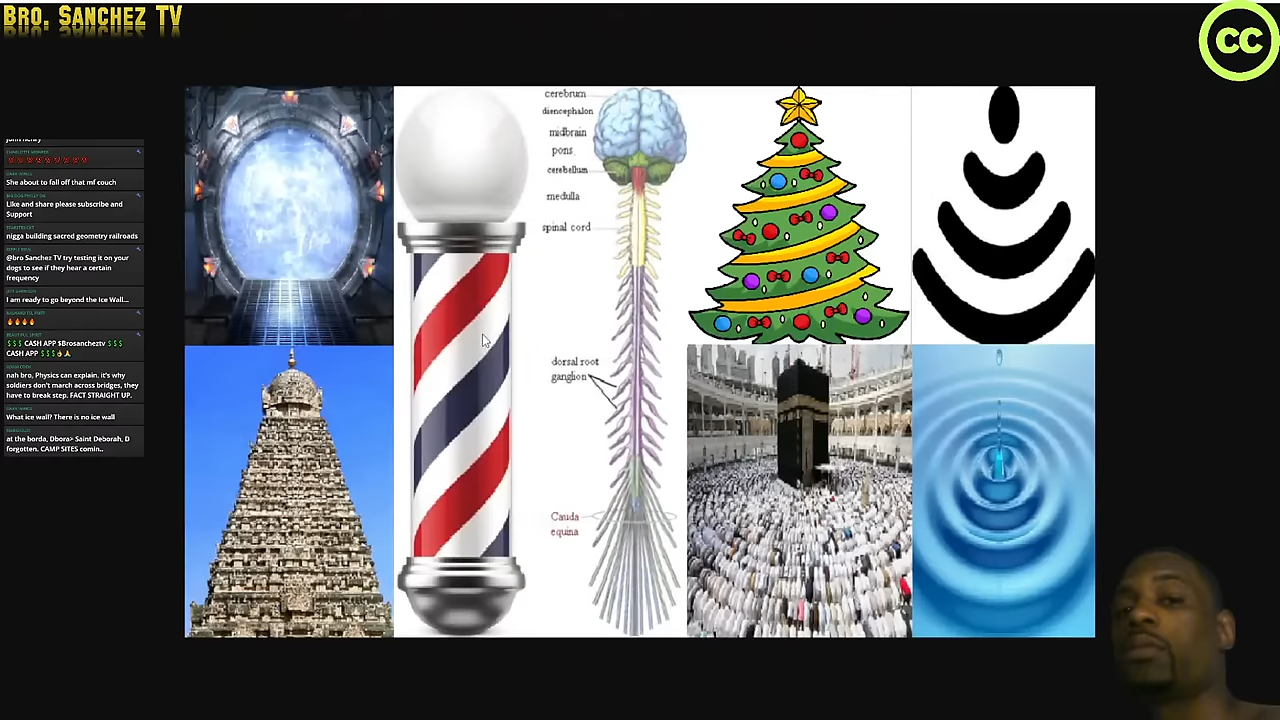 BRO. SANCHEZ TV
CC
She about to fall off that mf couch
Like and share please subscribe and
Support
nigga building sacred geometry railroads
@bro Sanchez TV try testing it on your
dogs to see if they hear a certain
frequency
I am ready to go beyond the Ice Wall...
$$$ CASH APP $Brosancheztv $$$
CASH APP $$$
nah bro, Physics can explain, it's why
soldiers don't march across bridges, they
have to break step. FACT STRAIGHT UP.
What ice wall? There is no ice wall
at the borda, Dbora> Saint Deborah, D
forgotten. CAMP SITES comin..
cerebrum
diencephalon
midbrain
pons
cerebellum
medulla
spinal cord
dorsal root
ganglion
Cauda
equina